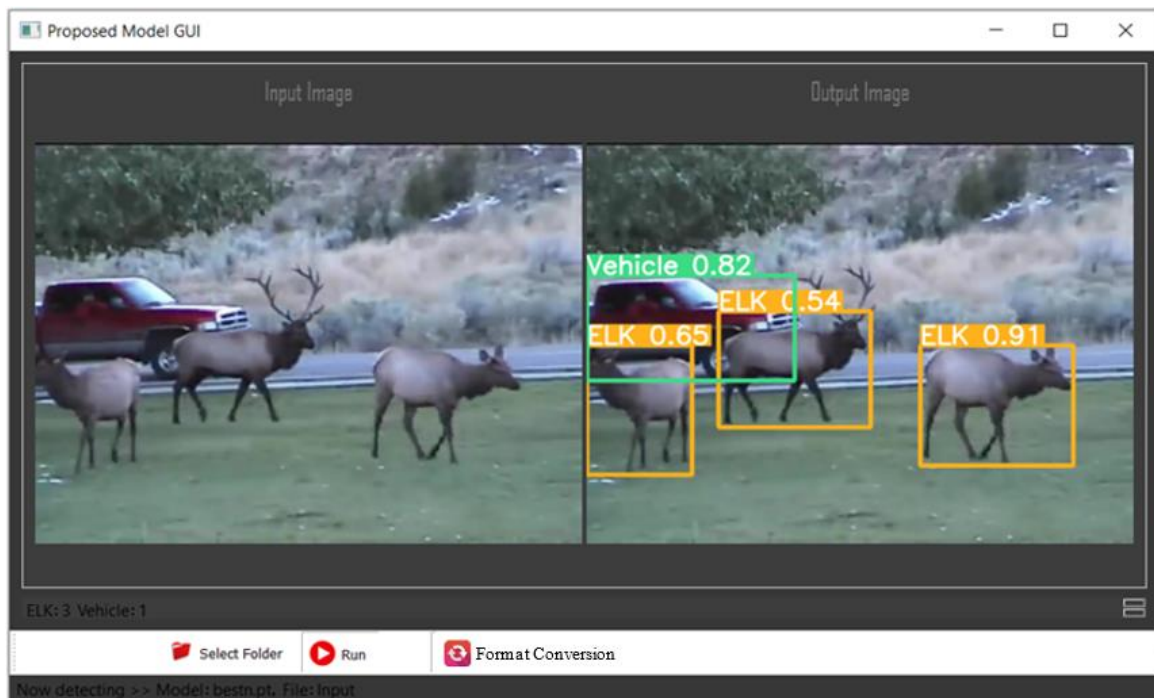 Proposed Model GUI
Input Image
Output Image
Vehicle 0.82
ELK 0.54
ELK 0.65
ELK 0.91
ELK: 3 Vehicle: 1
Select Folder
Run
Format Conversion
Now detecting >> Model: bestn.pt, File: Input